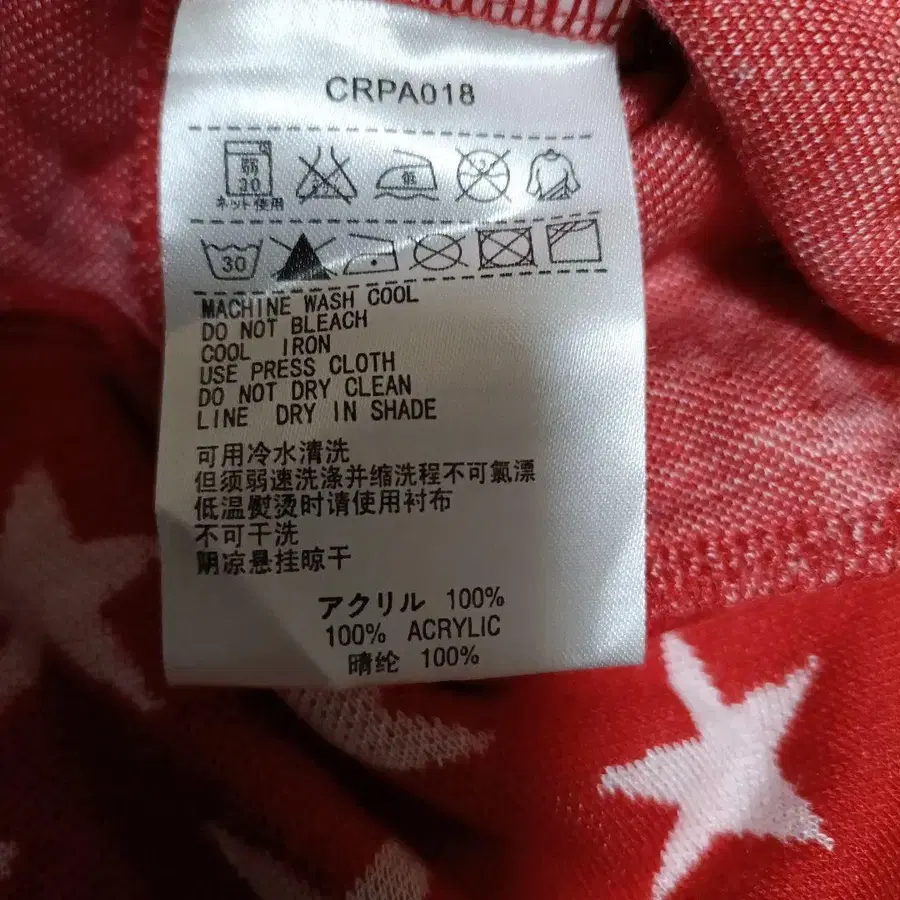 CRPA018
弱 低
30
ネット使用
30
MACHINE WASH COOL
DO NOT BLEACH
COOL IRON
USE PRESS CLOTH
DO NOT DRY CLEAN
LINE DRY IN SHADE
可用冷水清洗
但须弱速洗涤并缩洗程不可氯漂
低温熨烫时请使用衬布
不可干洗
阴凉悬挂晾干
アクリル 100%
100% ACRYLIC
晴纶 100%